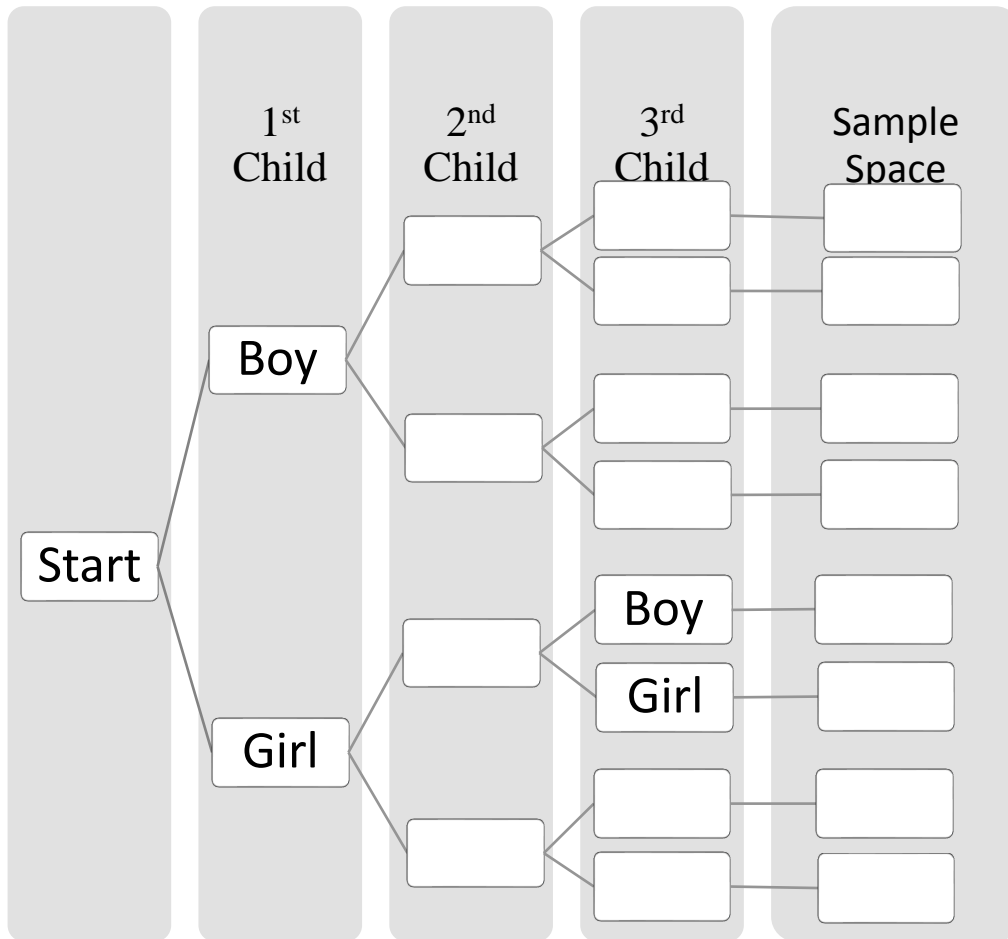 1st
Child
2nd
Child
3rd
Child
Sample
Space
Boy
Start
Boy
Girl
Girl